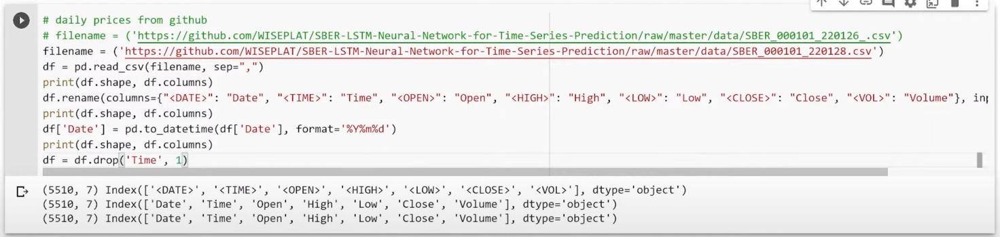 # daily prices from github
# filename = ('https://github.com/WISEPLAT/SBER-LSTM-Neural-Network-for-Time-Series-Prediction/raw/master/data/SBER_000101_220126_.csv')
filename = ('https://github.com/WISEPLAT/SBER-LSTM-Neural-Network-for-Time-Series-Prediction/raw/master/data/SBER_000101_220128.csv')
df = pd.read_csv(filename, sep=",")
print(df.shape, df.columns)
df.rename(columns={"<DATE>": "Date", "<TIME>": "Time", "<OPEN>": "Open", "<HIGH>": "High", "<LOW>": "Low", "<CLOSE>": "Close", "<VOL>": "Volume"}, inp
print(df.shape, df.columns)
df['Date'] = pd.to_datetime(df['Date'], format='%Y%m%d')
print(df.shape, df.columns)
df = df.drop('Time', 1)
(5510, 7) Index(['<DATE>', '<TIME>', '<OPEN>', '<HIGH>', '<LOW>', '<CLOSE>', '<VOL>'], dtype='object')
(5510, 7) Index(['Date', 'Time', 'Open', 'High', 'Low', 'Close', 'Volume'], dtype='object')
(5510, 7) Index(['Date', 'Time', 'Open', 'High', 'Low', 'Close', 'Volume'], dtype='object')